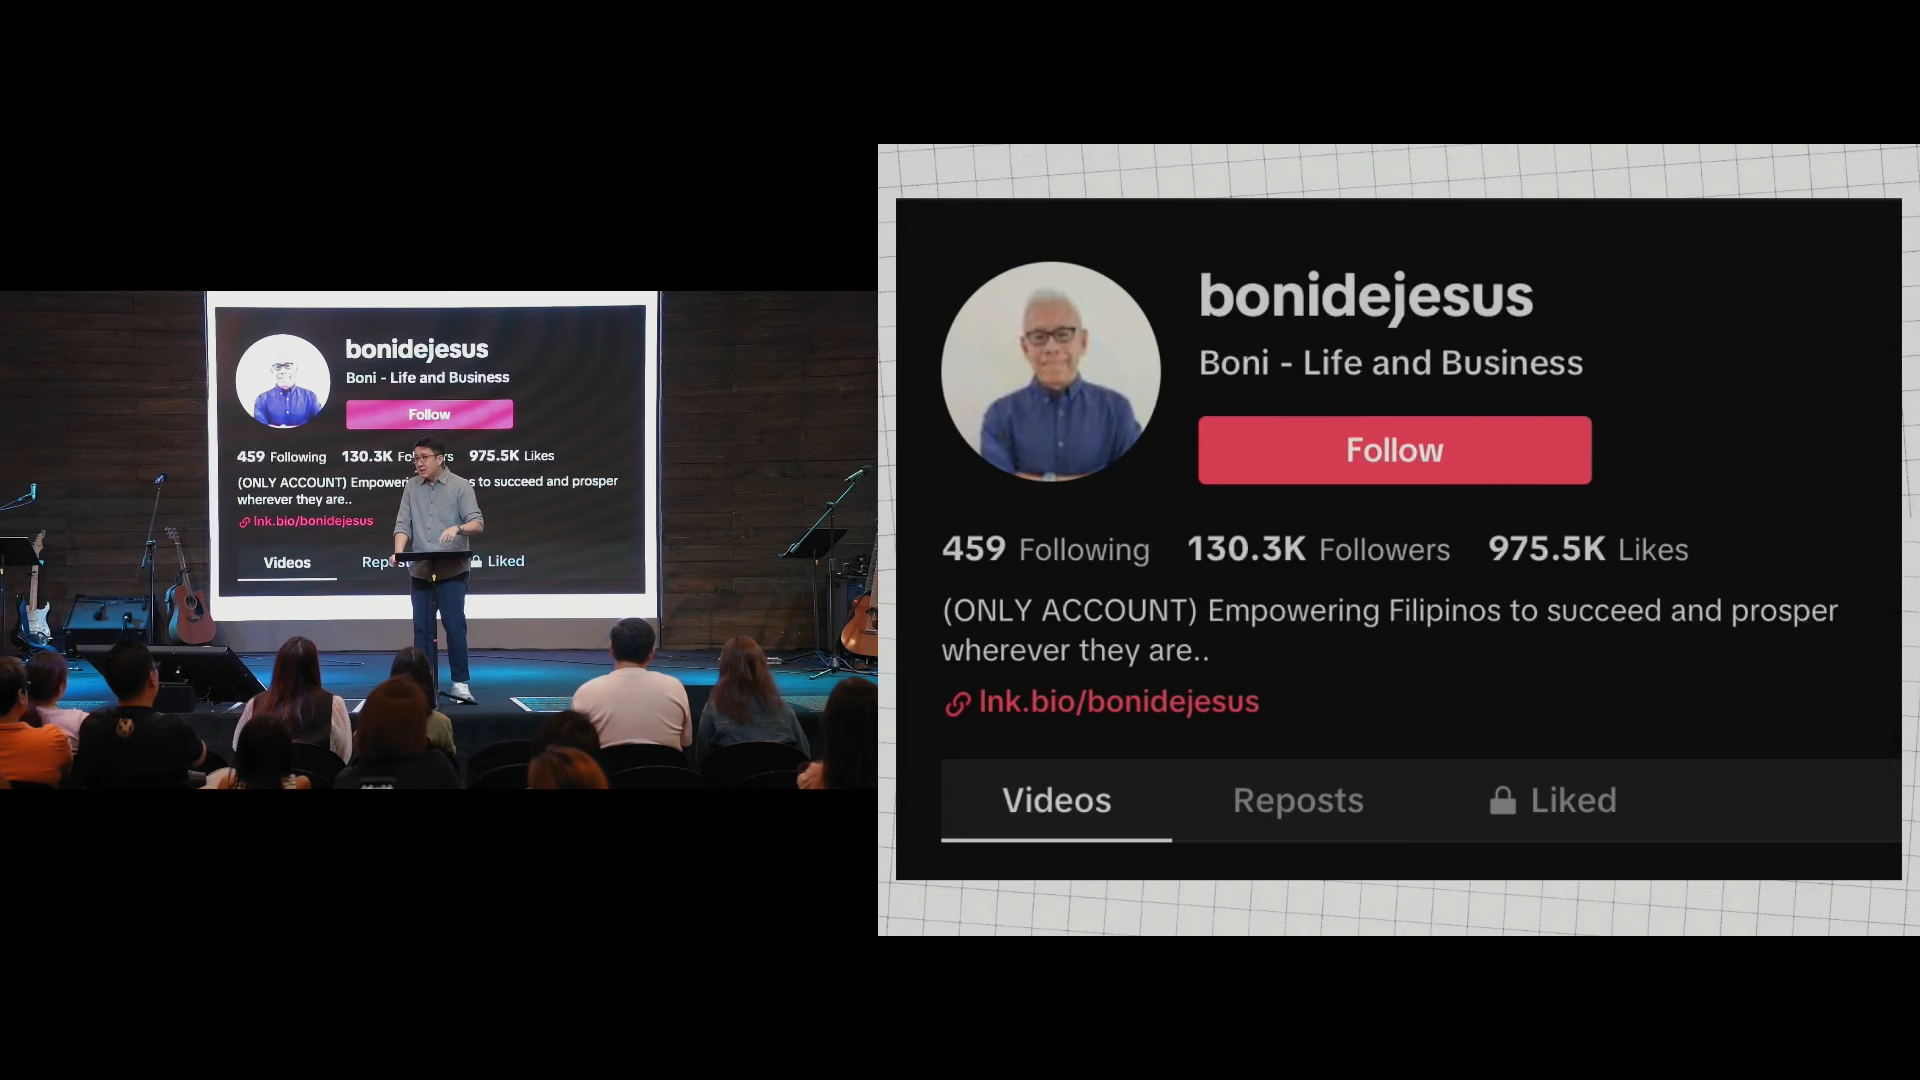 bonidejesus
Boni - Life and Business
Follow
459 Following 130.3K 975.5K Likes
(ONLY ACCOUNT) to succeed and prosper
wherever they are..
lnk.bio/bonidejesus
Videos Liked
bonidejesus
Boni - Life and Business
Follow
459 Following 130.3K Followers 975.5K Likes
(ONLY ACCOUNT) Empowering Filipinos to succeed and prosper
wherever they are..
lnk.bio/bonidejesus
Videos Reposts Liked